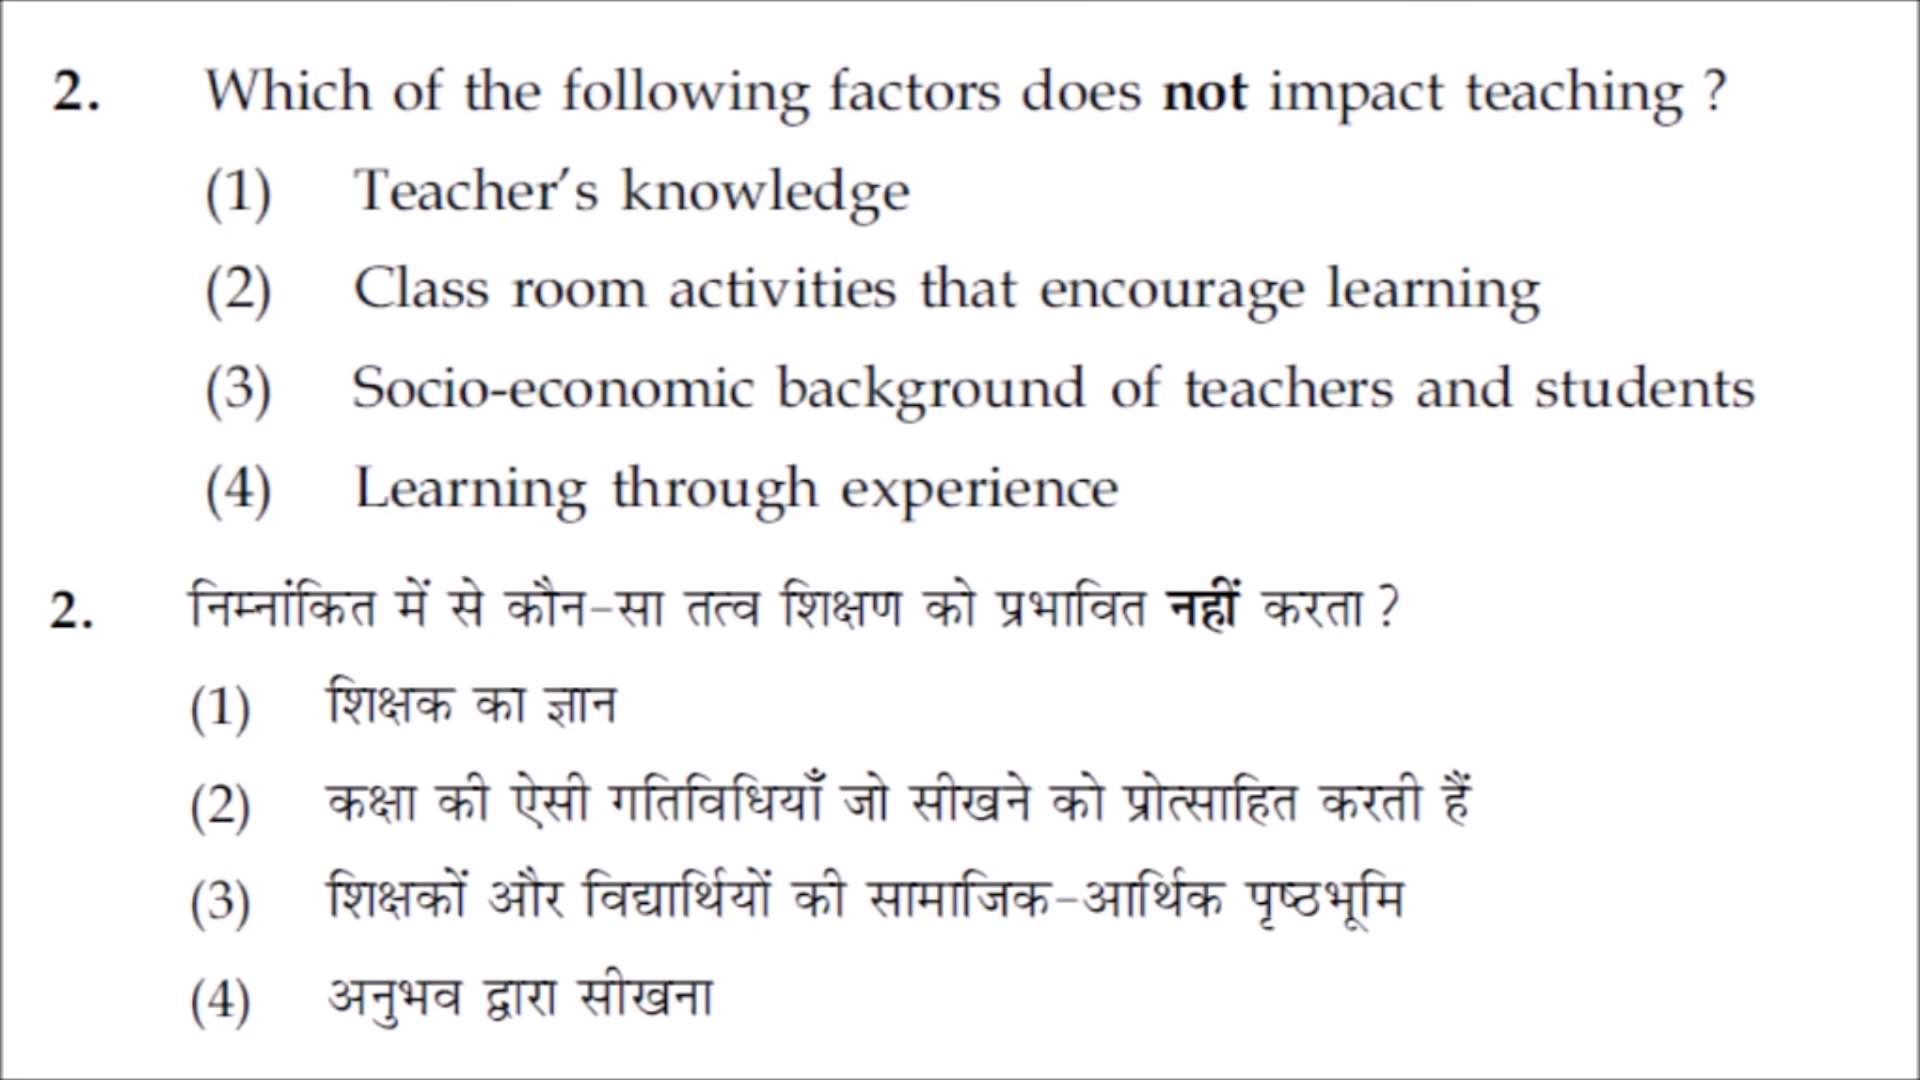 2. Which of the following factors does not impact teaching ?
(1) Teacher's knowledge
(2) Class room activities that encourage learning
(3) Socio-economic background of teachers and students
(4) Learning through experience
2. निम्नांकित में से कौन-सा तत्व शिक्षण को प्रभावित नहीं करता ?
(1) शिक्षक का ज्ञान
(2) कक्षा की ऐसी गतिविधियाँ जो सीखने को प्रोत्साहित करती हैं
(3) शिक्षकों और विद्यार्थियों की सामाजिक-आर्थिक पृष्ठभूमि
(4) अनुभव द्वारा सीखना